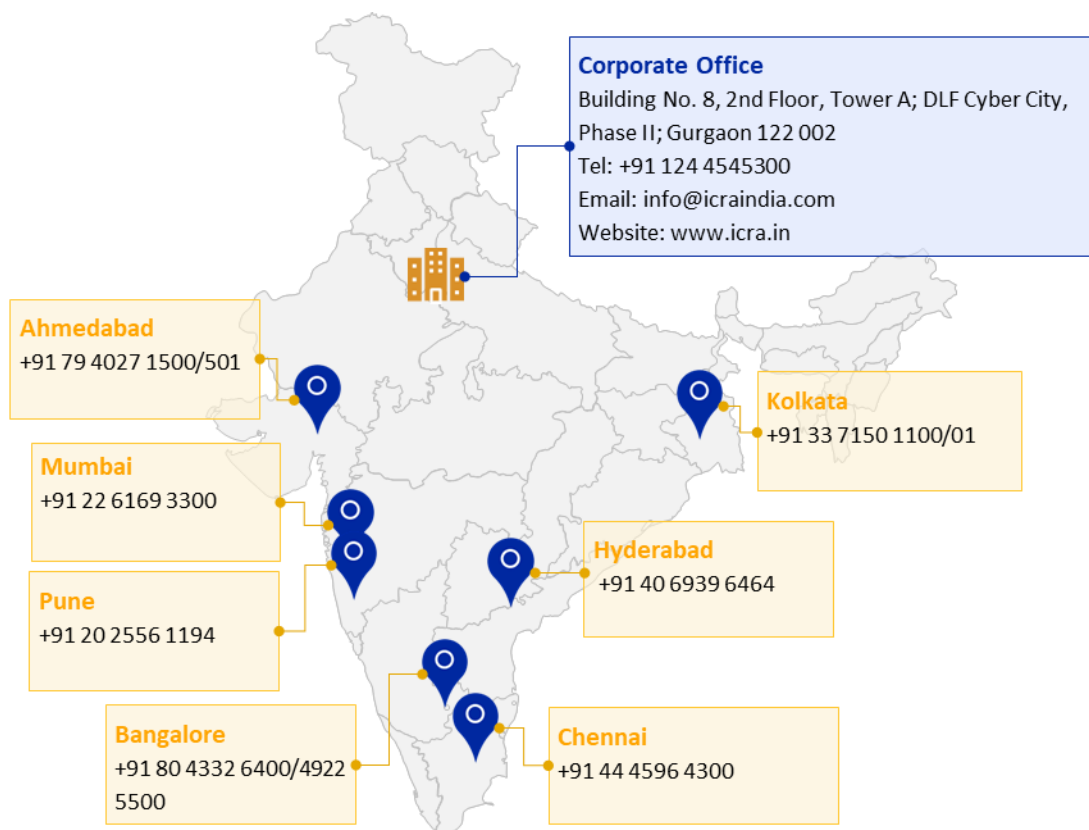 Corporate Office
Building No. 8, 2nd Floor, Tower A; DLF Cyber City,
Phase II; Gurgaon 122 002
Tel: +91 124 4545300
Email: info@icraindia.com
Website: www.icra.in
Ahmedabad
+91 79 4027 1500/501
Kolkata
+91 33 7150 1100/01
Mumbai
+91 22 6169 3300
Hyderabad
+91 40 6939 6464
Pune
+91 20 2556 1194
Bangalore
+91 80 4332 6400/4922
5500
Chennai
+91 44 4596 4300